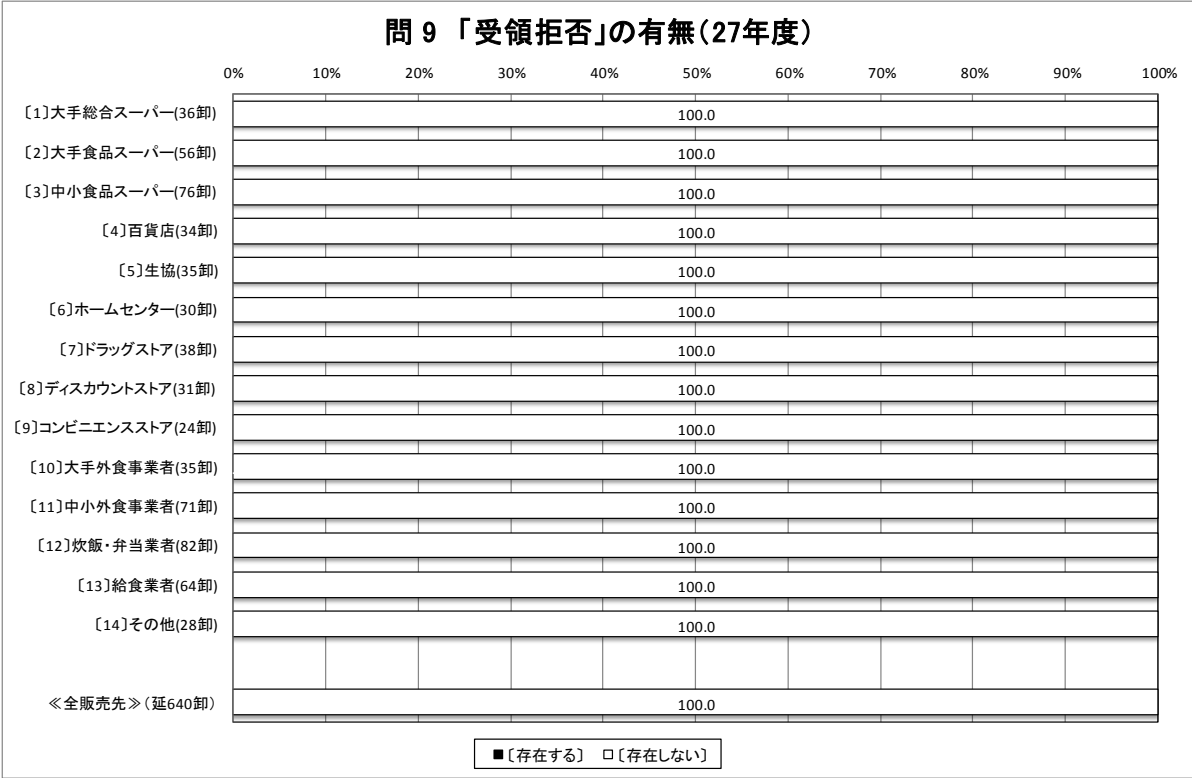 問 9 「受領拒否」の有無（27年度）
0% 10% 20% 30% 40% 50% 60% 70% 80% 90% 100%
〔1〕大手総合スーパー(36卸) 100.0
〔2〕大手食品スーパー(56卸) 100.0
〔3〕中小食品スーパー(76卸) 100.0
〔4〕百貨店(34卸) 100.0
〔5〕生協(35卸) 100.0
〔6〕ホームセンター(30卸) 100.0
〔7〕ドラッグストア(38卸) 100.0
〔8〕ディスカウントストア(31卸) 100.0
〔9〕コンビニエンスストア(24卸) 100.0
〔10〕大手外食事業者(35卸) 100.0
〔11〕中小外食事業者(71卸) 100.0
〔12〕炊飯・弁当業者(82卸) 100.0
〔13〕給食業者(64卸) 100.0
〔14〕その他(28卸) 100.0
≪全販売先≫（延640卸） 100.0
■〔存在する〕 □〔存在しない〕